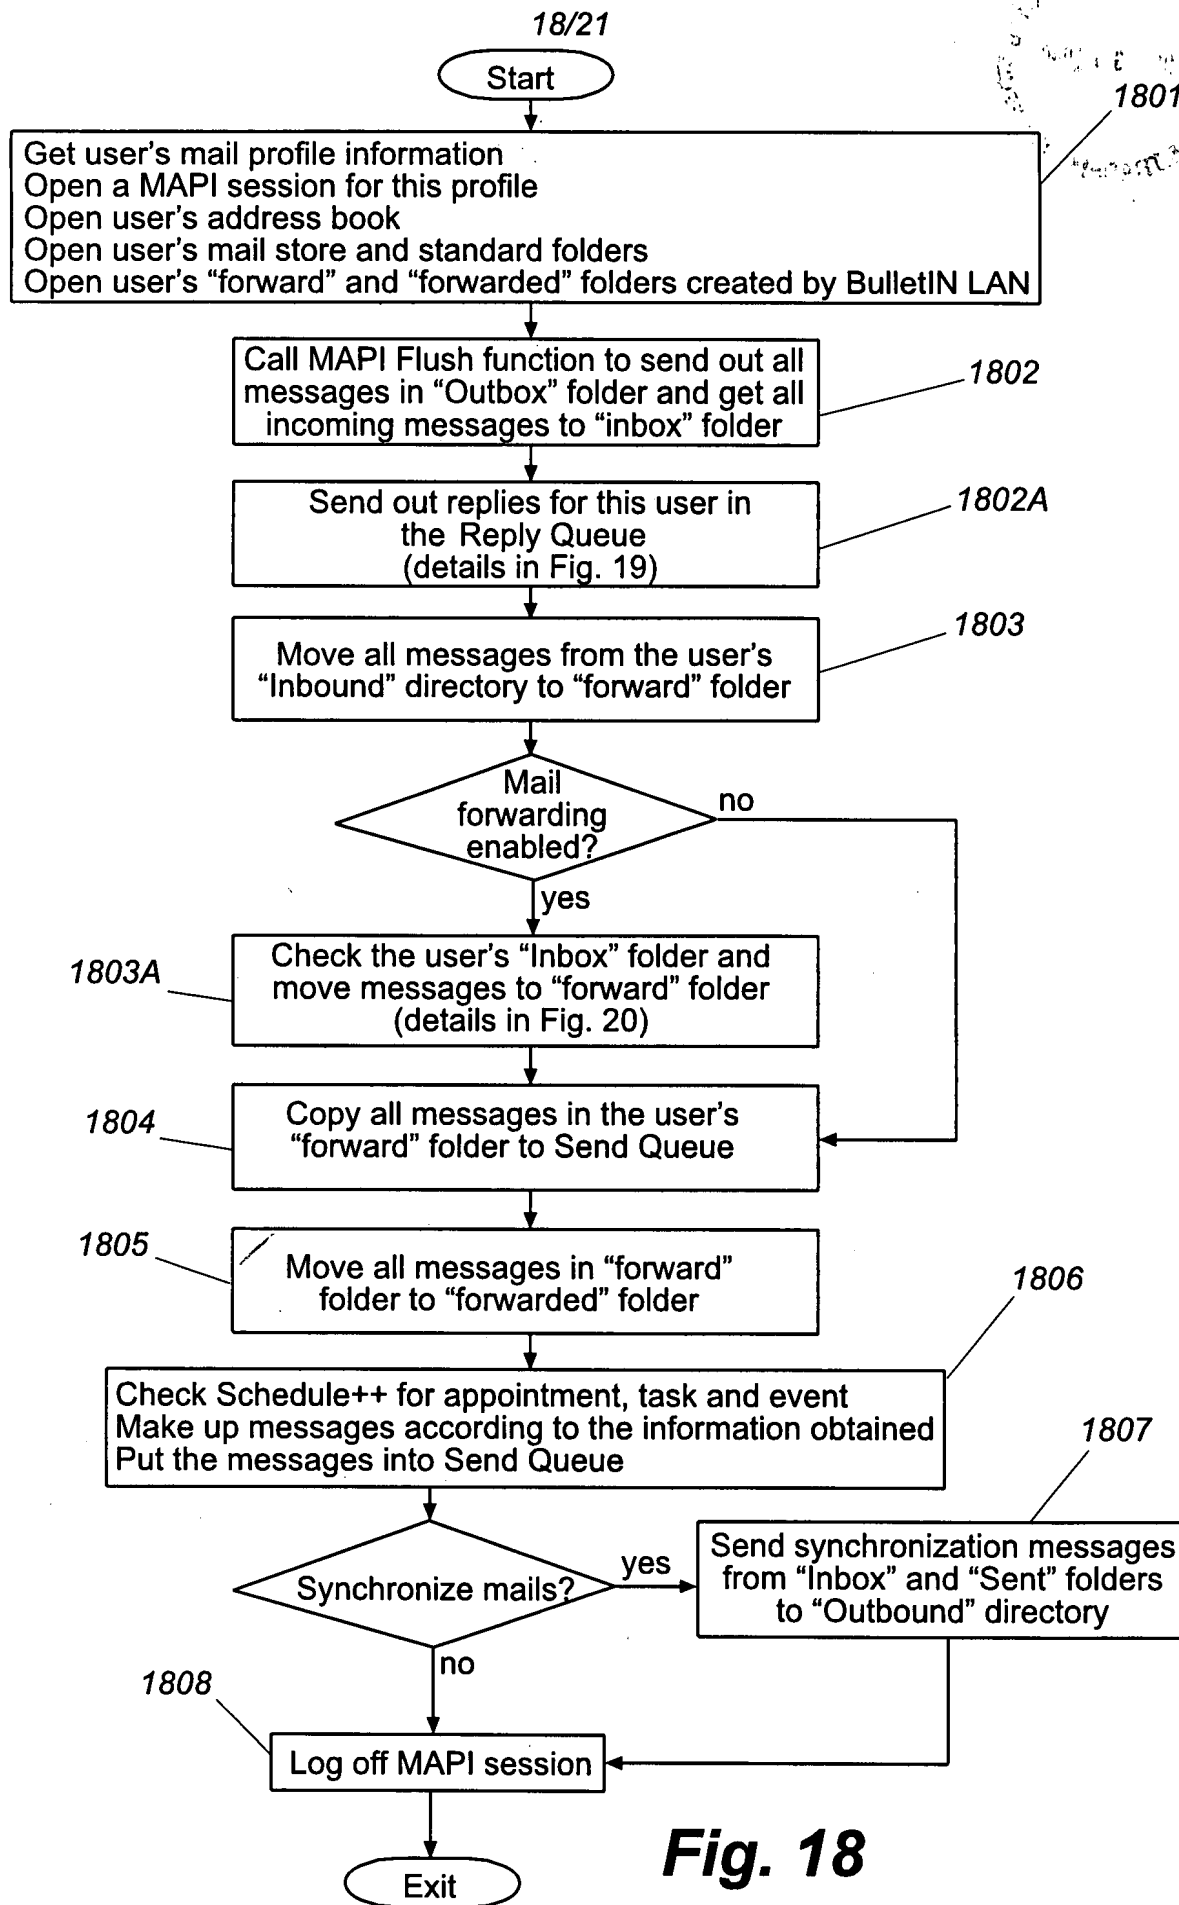 18/21
Start
1801
Get user's mail profile information
Open a MAPI session for this profile
Open user's address book
Open user's mail store and standard folders
Open user's “forward” and “forwarded” folders created by BulletIN LAN
Call MAPI Flush function to send out all
messages in “Outbox” folder and get all
incoming messages to “inbox” folder
1802
Send out replies for this user in
the Reply Queue
(details in Fig. 19)
1802A
Move all messages from the user's
“Inbound” directory to “forward” folder
1803
Mail
forwarding
enabled?
no
yes
1803A
Check the user's “Inbox” folder and
move messages to “forward” folder
(details in Fig. 20)
1804
Copy all messages in the user's
“forward” folder to Send Queue
1805
Move all messages in “forward”
folder to “forwarded” folder
1806
Check Schedule++ for appointment, task and event
Make up messages according to the information obtained
Put the messages into Send Queue
1807
Synchronize mails?
yes
Send synchronization messages
from “Inbox” and “Sent” folders
to “Outbound” directory
no
1808
Log off MAPI session
Exit
Fig. 18